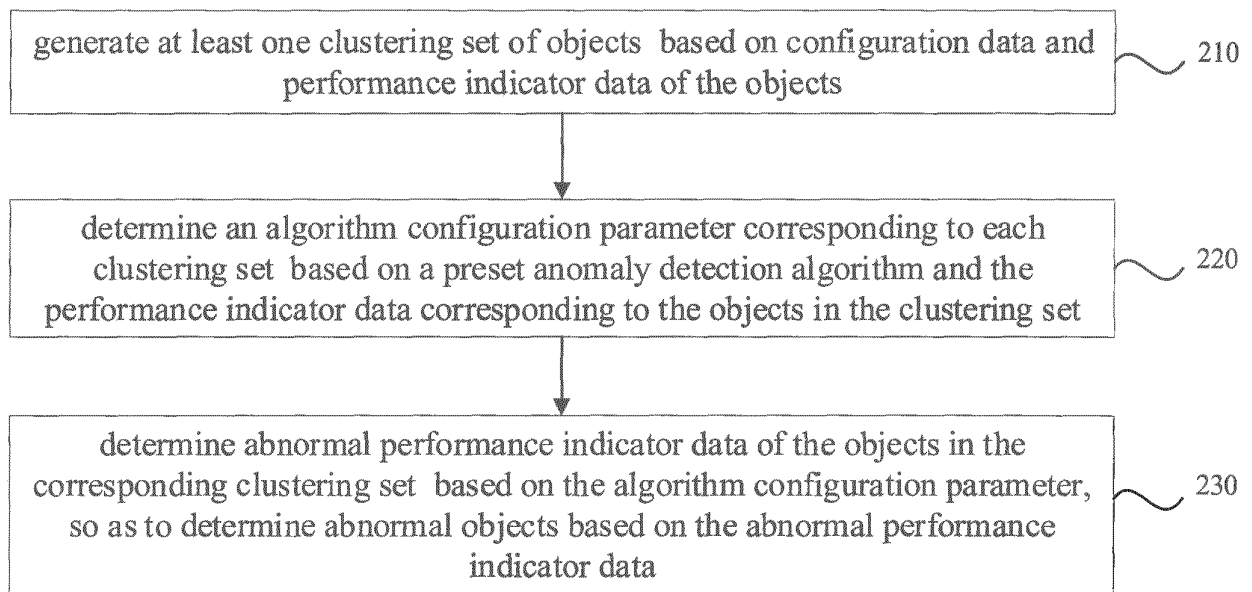 generate at least one clustering set of objects based on configuration data and
performance indicator data of the objects
210
determine an algorithm configuration parameter corresponding to each
clustering set based on a preset anomaly detection algorithm and the
performance indicator data corresponding to the objects in the clustering set
220
determine abnormal performance indicator data of the objects in the
corresponding clustering set based on the algorithm configuration parameter,
so as to determine abnormal objects based on the abnormal performance
indicator data
230